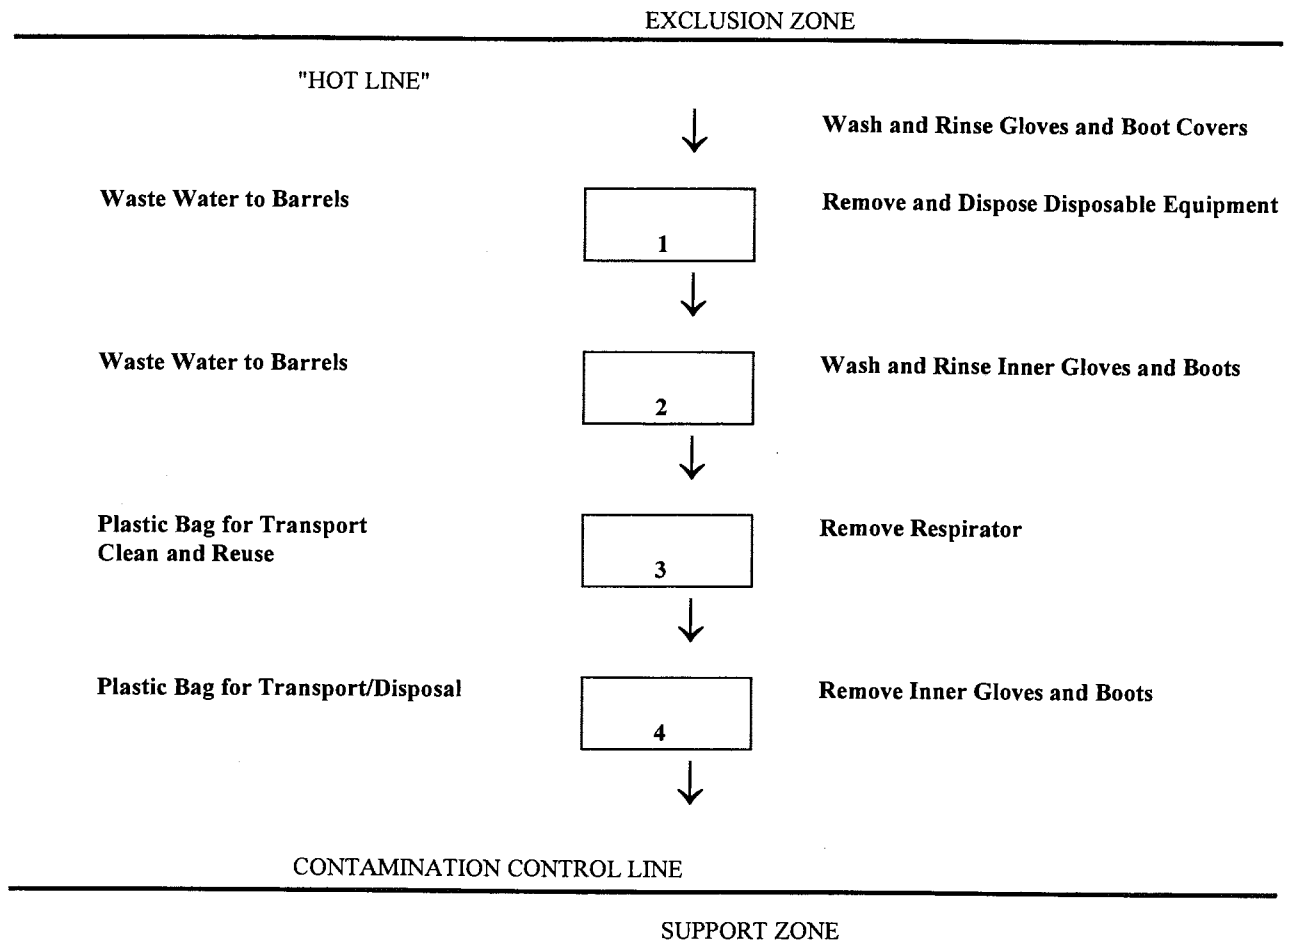 EXCLUSION ZONE
"HOT LINE"
Wash and Rinse Gloves and Boot Covers
Waste Water to Barrels
Remove and Dispose Disposable Equipment
1
Waste Water to Barrels
Wash and Rinse Inner Gloves and Boots
2
Plastic Bag for Transport
Clean and Reuse
Remove Respirator
3
Plastic Bag for Transport/Disposal
Remove Inner Gloves and Boots
4
CONTAMINATION CONTROL LINE
SUPPORT ZONE